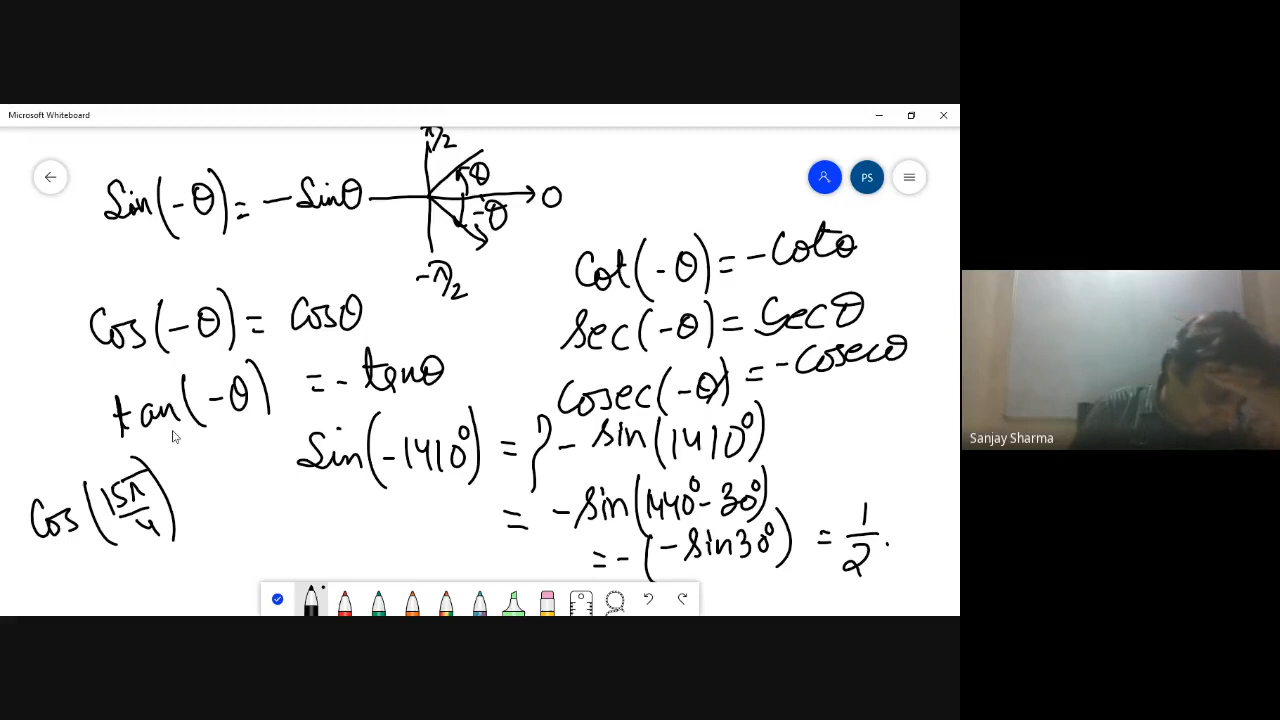 Microsoft Whiteboard
PS
π/2
Sin(-θ) = -Sinθ
θ
-θ
0
-π/2
Cos(-θ) = Cosθ
tan(-θ) = -tanθ
Cot(-θ) = -Cotθ
Sec(-θ) = Secθ
Cosec(-θ) = -Cosecθ
Sin(-1410°) = ? - sin(1410°)
= -sin(1440° - 30°)
= -(-sin30°) = 1/2.
Cos(15π/4)
Sanjay Sharma